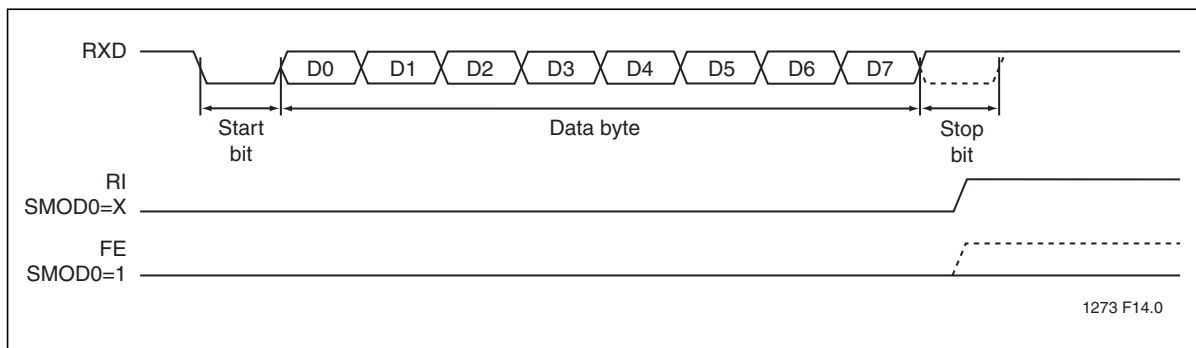 RXD
D0 D1 D2 D3 D4 D5 D6 D7
Start
bit
Data byte
Stop
bit
RI
SMOD0=X
FE
SMOD0=1
1273 F14.0